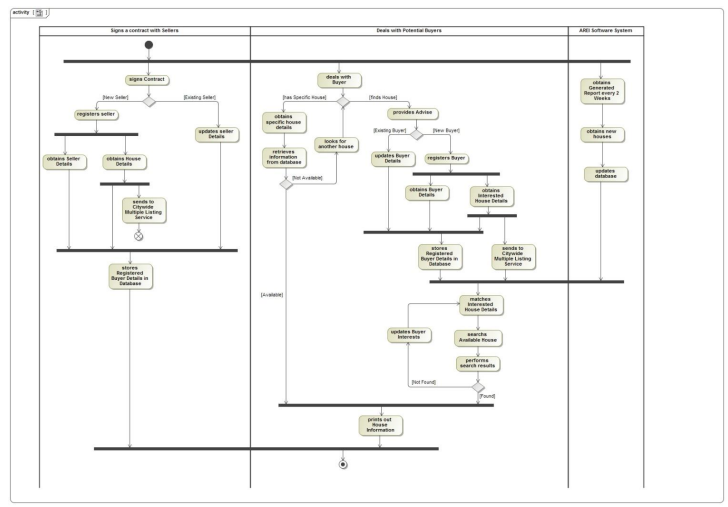 activity [ ]
Signs a contract with Sellers
Deals with Potential Buyers
AREI Software System
signs Contract
[New Seller]
[Existing Seller]
registers seller
updates seller
Details
obtains Seller
Details
obtains House
Details
sends to
Citywide
Multiple Listing
Service
stores
Registered
Buyer Details in
Database
deals with
Buyer
[has Specific House]
[finds House]
obtains
specific house
details
provides Advise
looks for
another house
retrieves
information
from database
[Not Available]
[Existing Buyer]
[New Buyer]
updates Buyer
Details
registers Buyer
obtains Buyer
Details
obtains
Interested
House Details
stores
Registered
Buyer Details in
Database
sends to
Citywide
Multiple Listing
Service
[Available]
matches
Interested
House Details
updates Buyer
Interests
searchs
Available House
performs
search results
[Not Found]
[Found]
prints out
House
Information
obtains
Generated
Report every 2
Weeks
obtains new
houses
updates
database